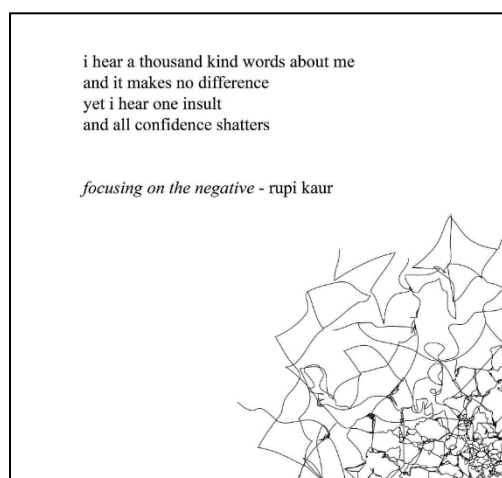 i hear a thousand kind words about me
and it makes no difference
yet i hear one insult
and all confidence shatters
focusing on the negative - rupi kaur